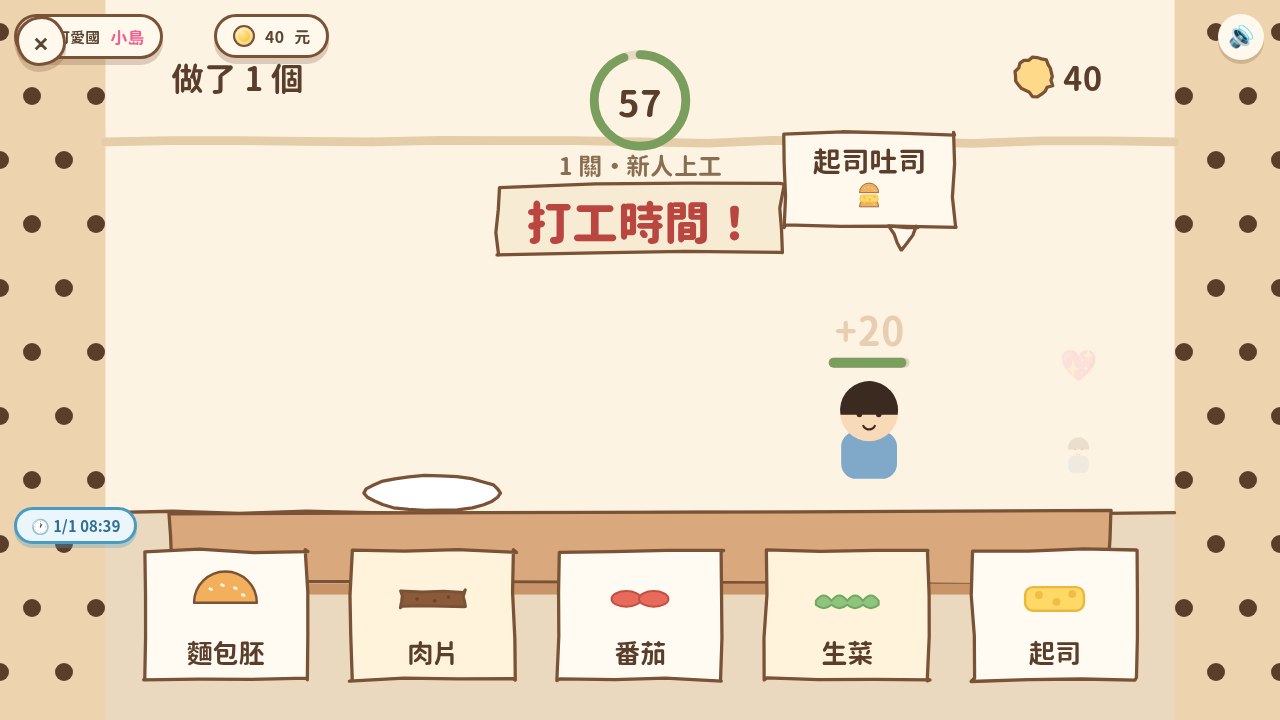 可愛國 小島
40 元
做了 1 個
57
40
1 關・新人上工
打工時間！
起司吐司
+20
1/1 08:39
麵包胚
肉片
番茄
生菜
起司